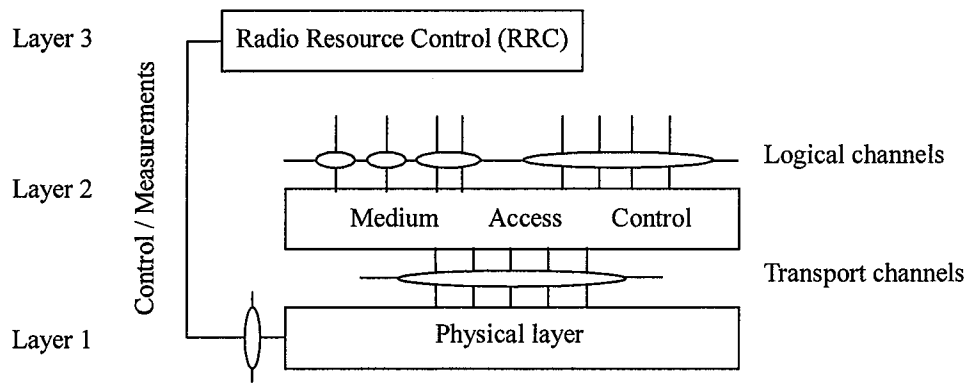 Layer 3
Radio Resource Control (RRC)
Control / Measurements
Logical channels
Layer 2
Medium Access Control
Transport channels
Layer 1
Physical layer